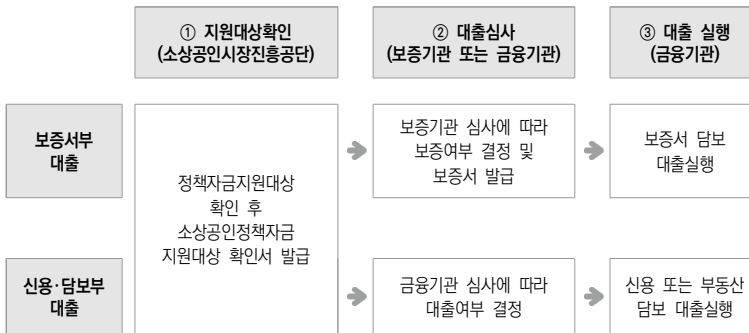 ① 지원대상확인
(소상공인시장진흥공단)
② 대출심사
(보증기관 또는 금융기관)
③ 대출 실행
(금융기관)
보증서부
대출
정책자금지원대상
확인 후
소상공인정책자금
지원대상 확인서 발급
보증기관 심사에 따라
보증여부 결정 및
보증서 발급
보증서 담보
대출실행
신용·담보부
대출
금융기관 심사에 따라
대출여부 결정
신용 또는 부동산
담보 대출실행